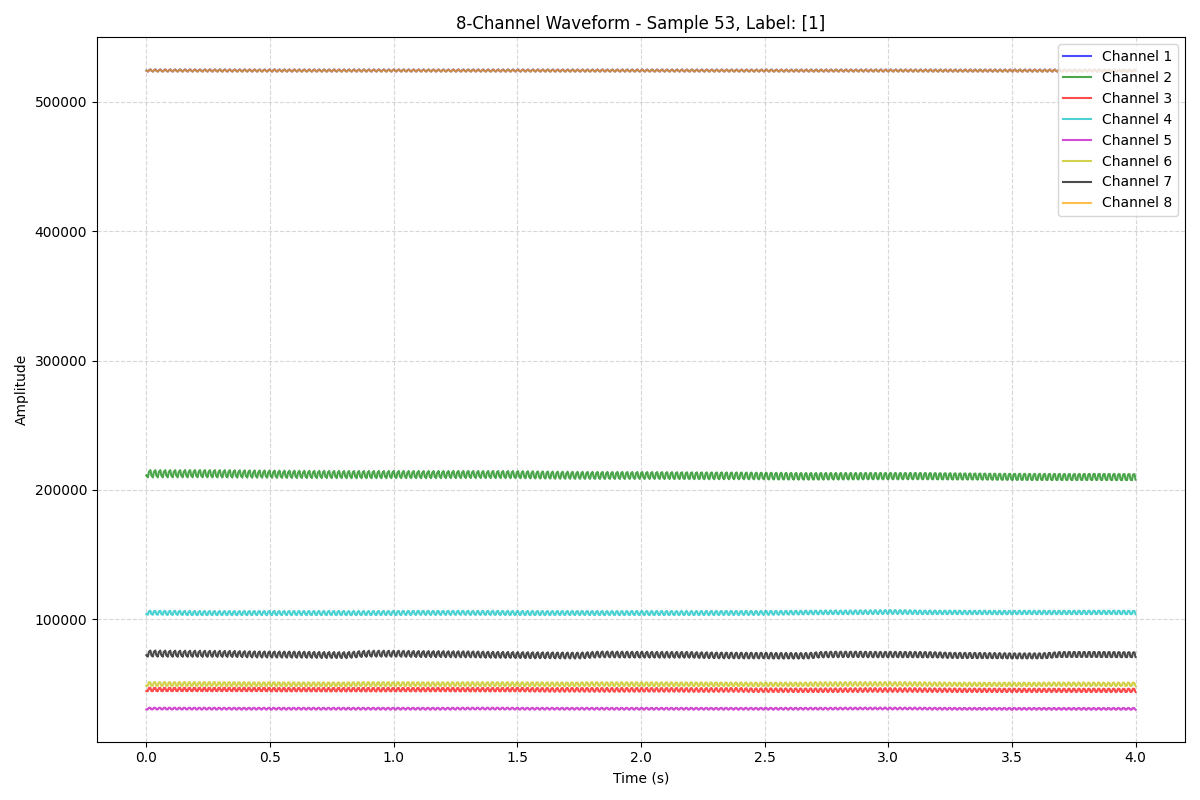 8-Channel Waveform - Sample 53, Label: [1]
Channel 1
Channel 2
Channel 3
Channel 4
Channel 5
Channel 6
Channel 7
Channel 8
500000
400000
300000
200000
100000
Amplitude
0.0 0.5 1.0 1.5 2.0 2.5 3.0 3.5 4.0
Time (s)